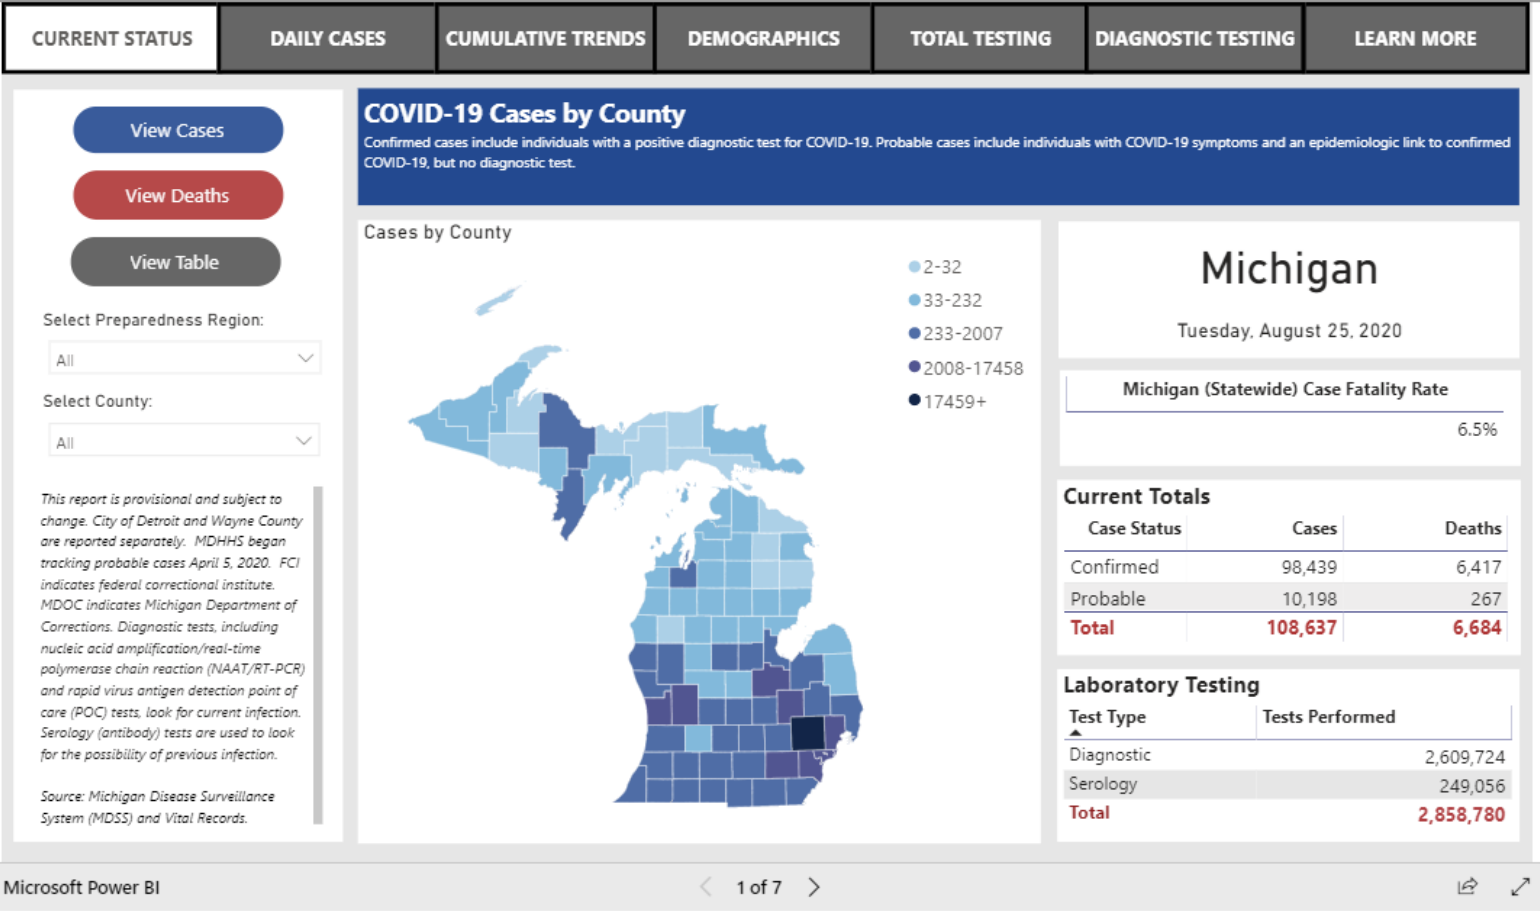 CURRENT STATUS
DAILY CASES
CUMULATIVE TRENDS
DEMOGRAPHICS
TOTAL TESTING
DIAGNOSTIC TESTING
LEARN MORE
View Cases
View Deaths
View Table
Select Preparedness Region:
All
Select County:
All
This report is provisional and subject to
change. City of Detroit and Wayne County
are reported separately. MDHHS began
tracking probable cases April 5, 2020. FCI
indicates federal correctional institute.
MDOC indicates Michigan Department of
Corrections. Diagnostic tests, including
nucleic acid amplification/real-time
polymerase chain reaction (NAAT/RT-PCR)
and rapid virus antigen detection point of
care (POC) tests, look for current infection.
Serology (antibody) tests are used to look
for the possibility of previous infection.
Source: Michigan Disease Surveillance
System (MDSS) and Vital Records.
COVID-19 Cases by County
Confirmed cases include individuals with a positive diagnostic test for COVID-19. Probable cases include individuals with COVID-19 symptoms and an epidemiologic link to confirmed
COVID-19, but no diagnostic test.
Cases by County
2-32
33-232
233-2007
2008-17458
17459+
Michigan
Tuesday, August 25, 2020
Michigan (Statewide) Case Fatality Rate
6.5%
Current Totals
Case Status Cases Deaths
Confirmed 98,439 6,417
Probable 10,198 267
Total 108,637 6,684
Laboratory Testing
Test Type Tests Performed
Diagnostic 2,609,724
Serology 249,056
Total 2,858,780
Microsoft Power BI
1 of 7